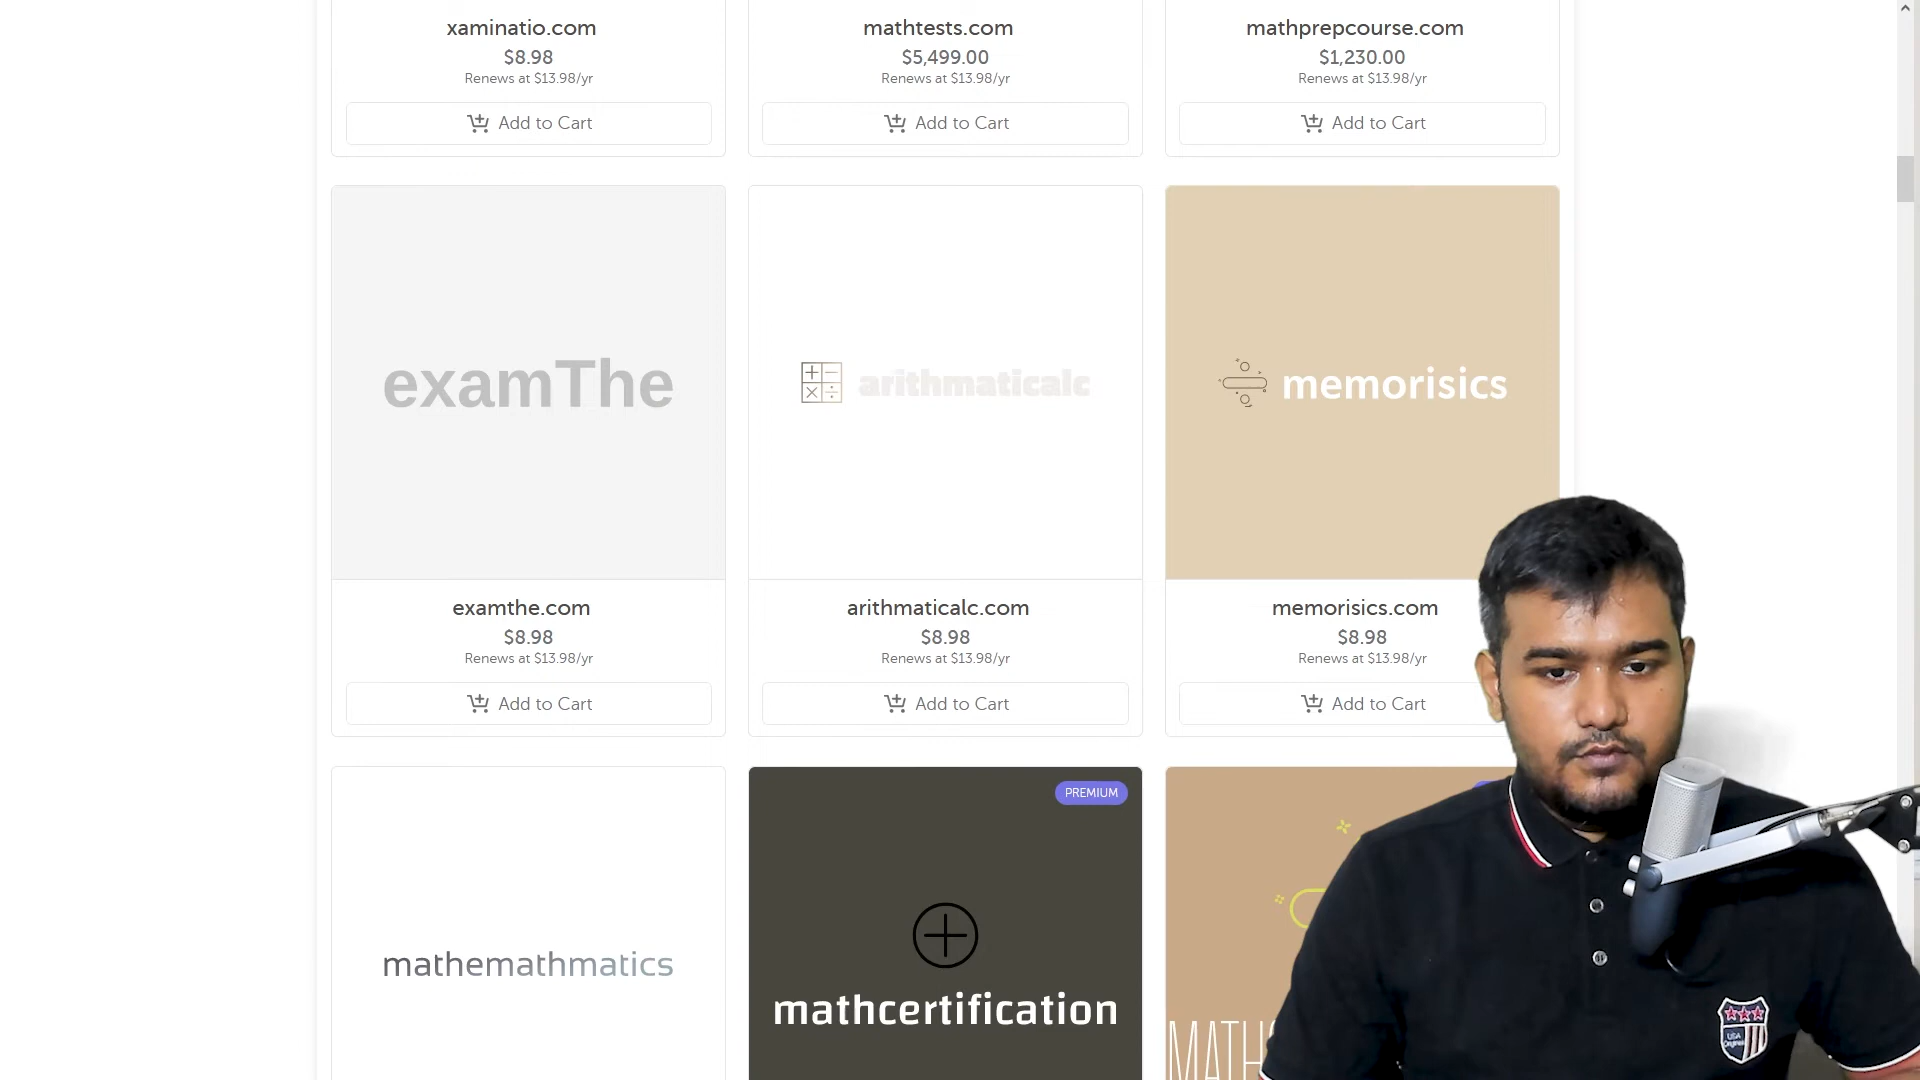 xaminatio.com
$8.98
Renews at $13.98/yr
Add to Cart
mathtests.com
$5,499.00
Renews at $13.98/yr
Add to Cart
mathprepcourse.com
$1,230.00
Renews at $13.98/yr
Add to Cart
examThe
examthe.com
$8.98
Renews at $13.98/yr
Add to Cart
arithmaticalc
arithmaticalc.com
$8.98
Renews at $13.98/yr
Add to Cart
memorisics
memorisics.com
$8.98
Renews at $13.98/yr
Add to Cart
mathemathmatics
PREMIUM
mathcertification
MATH
USA